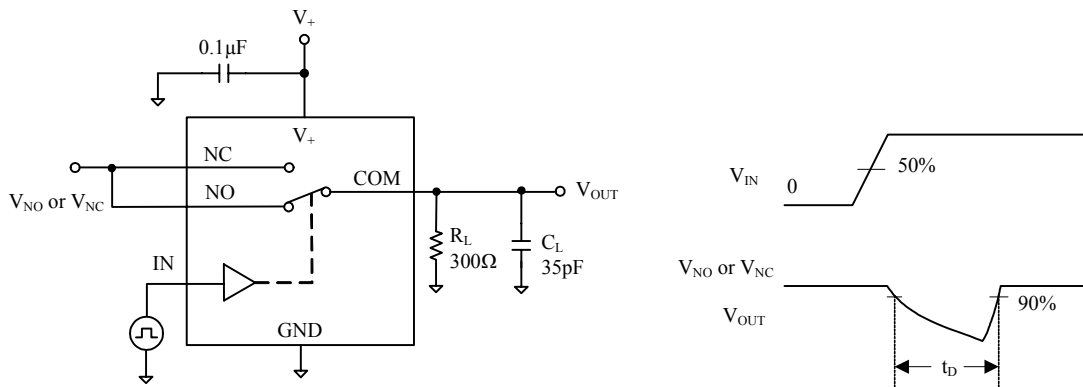 V+
0.1μF
V+
NC
COM
NO
VOUT
VNO or VNC
RL
300Ω
CL
35pF
IN
GND
50%
VIN
0
VNO or VNC
VOUT
90%
tD